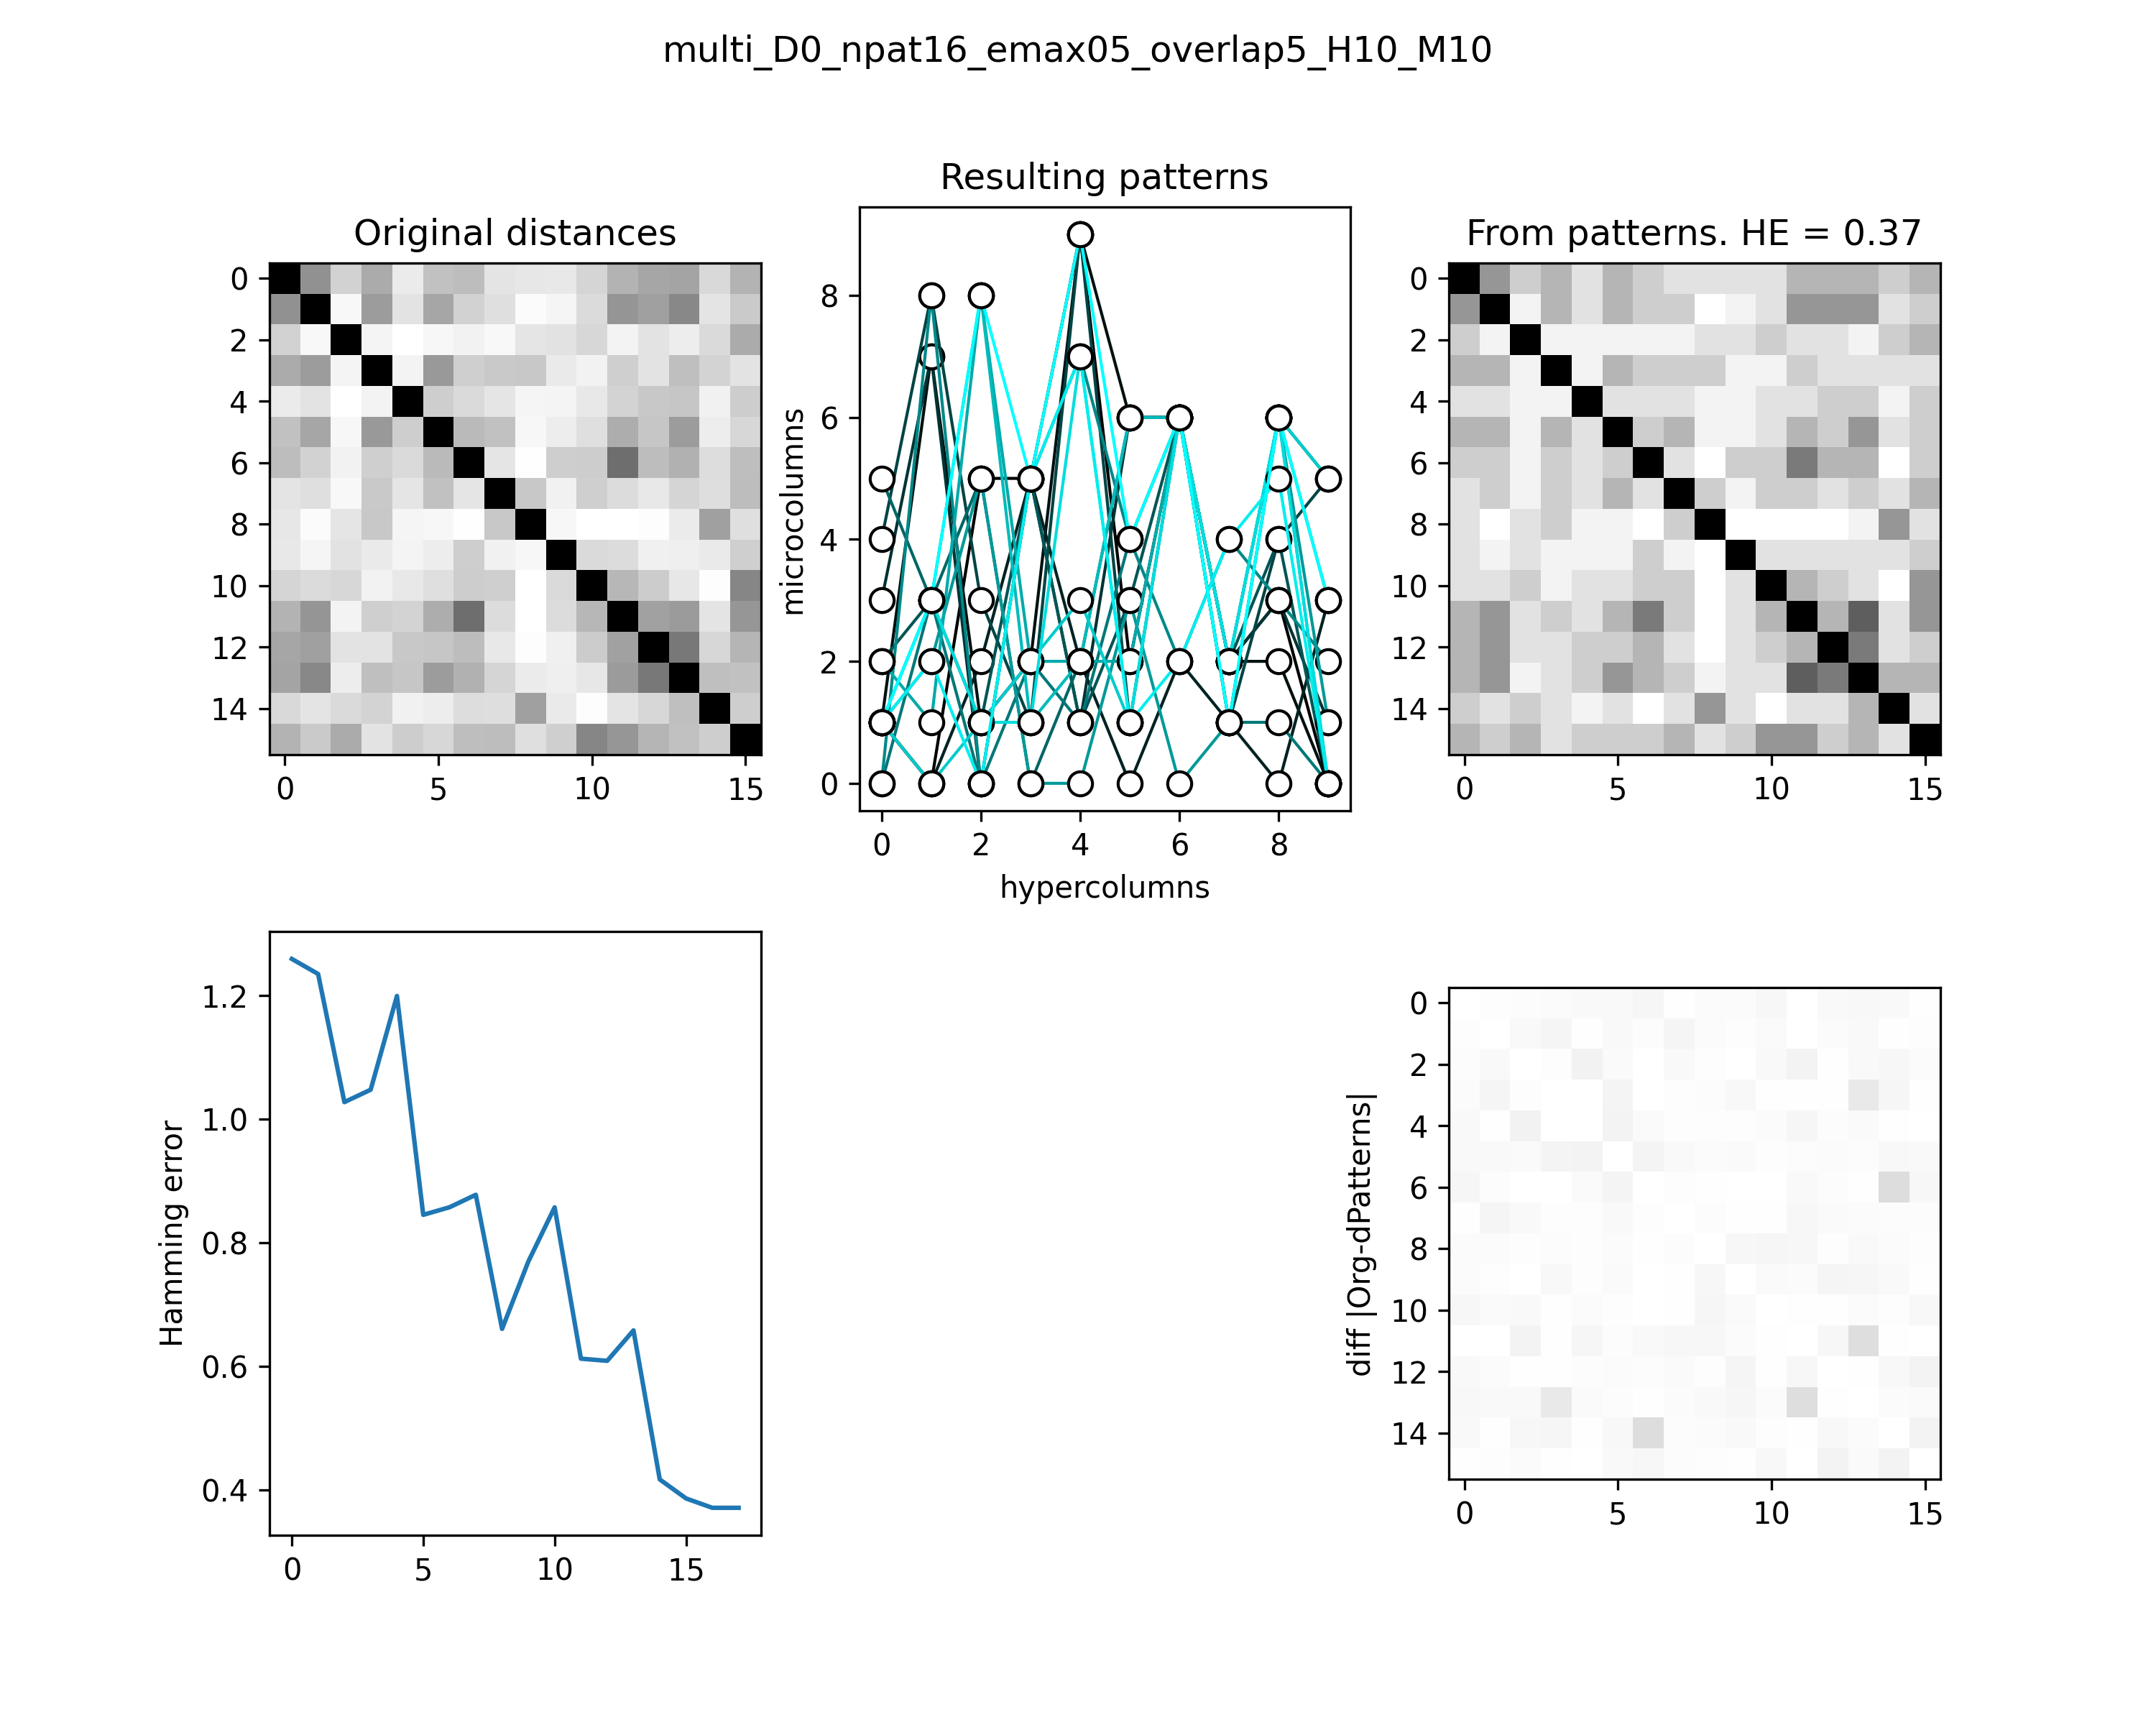 multi_D0_npat16_emax05_overlap5_H10_M10
Original distances
0
2
4
6
8
10
12
14
0 5 10 15
Resulting patterns
microcolumns
8
6
4
2
0
0 2 4 6 8
hypercolumns
From patterns. HE = 0.37
0
2
4
6
8
10
12
14
0 5 10 15
Hamming error
1.2
1.0
0.8
0.6
0.4
0 5 10 15
diff |Org-dPatterns|
0
2
4
6
8
10
12
14
0 5 10 15